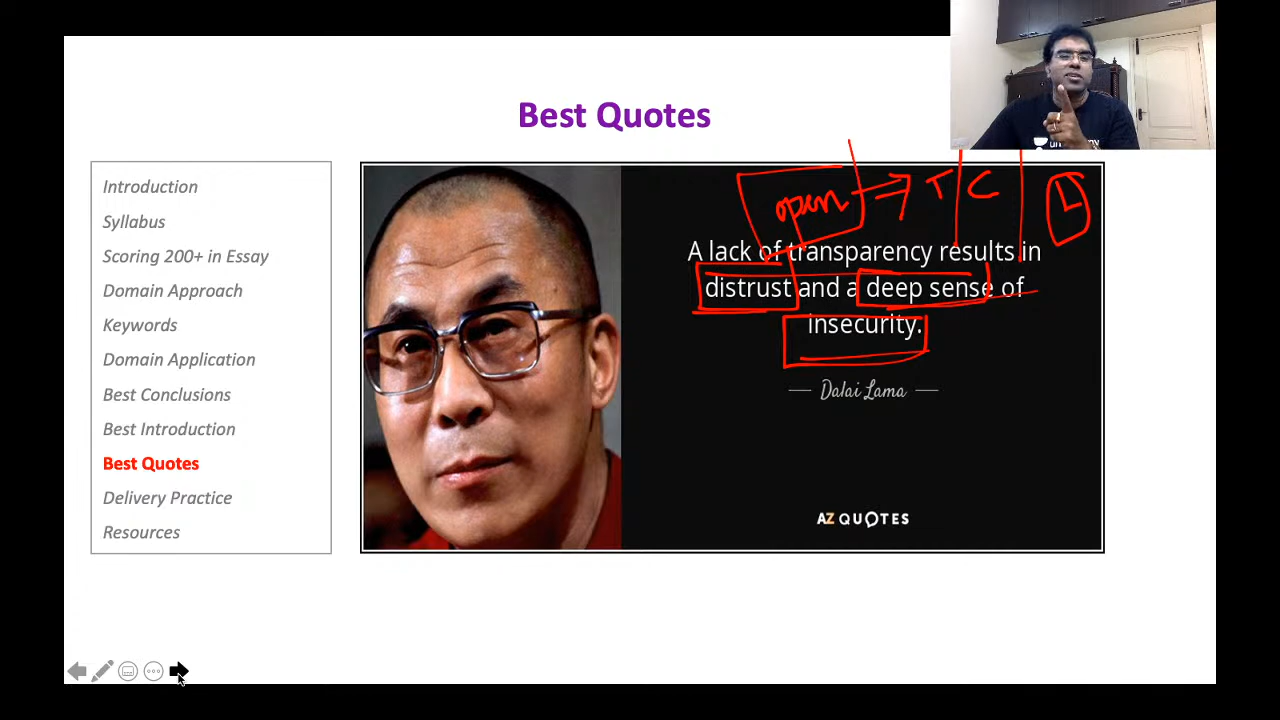 Best Quotes
Introduction
Syllabus
Scoring 200+ in Essay
Domain Approach
Keywords
Domain Application
Best Conclusions
Best Introduction
Best Quotes
Delivery Practice
Resources
open T C L
A lack of transparency results in
distrust and a deep sense of
insecurity.
Dalai Lama
AZ QUOTES